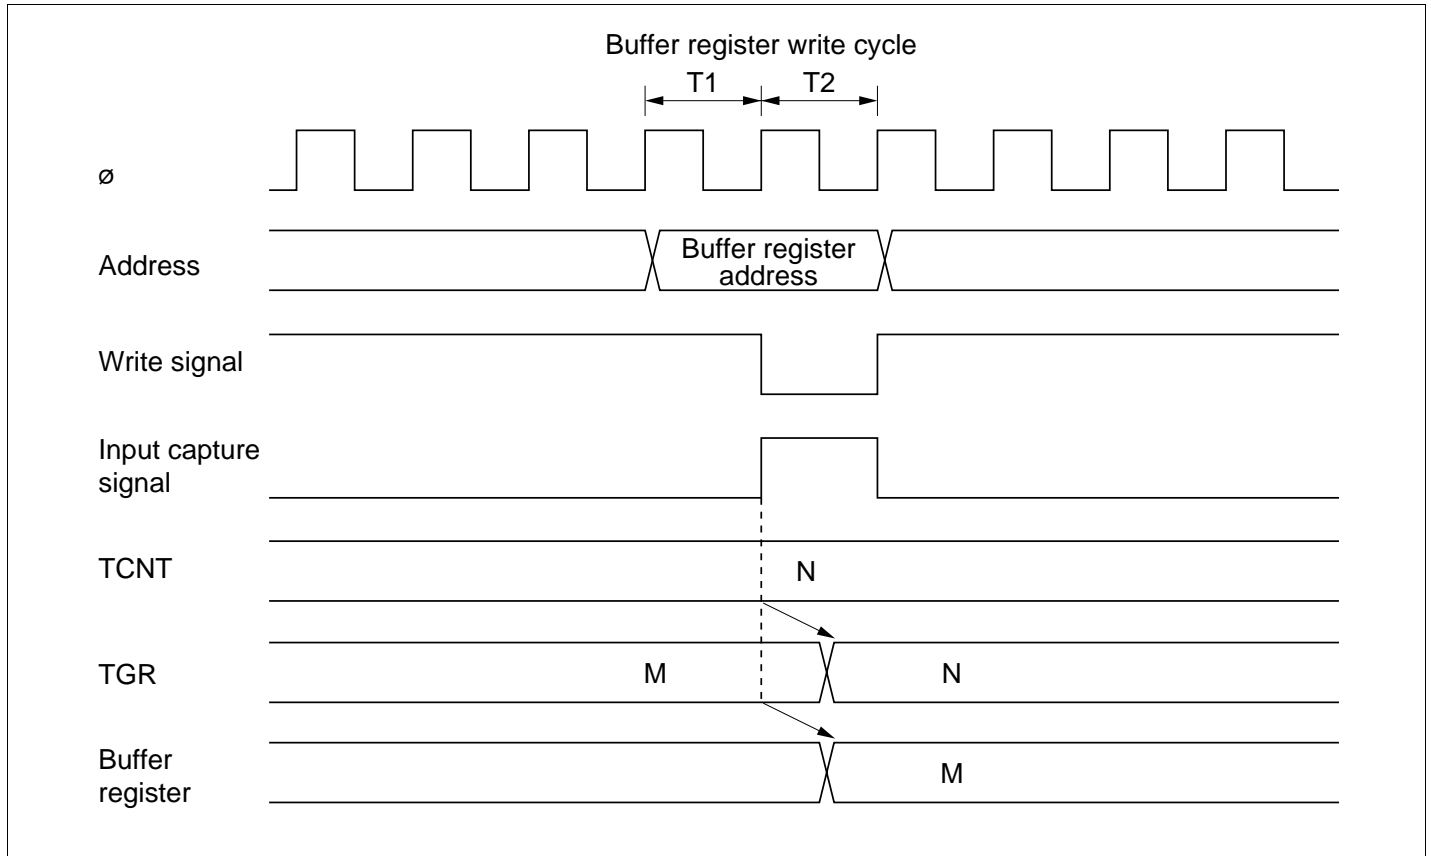 Buffer register write cycle
T1 T2
ø
Address
Buffer register
address
Write signal
Input capture
signal
TCNT
N
TGR
M N
Buffer
register
M